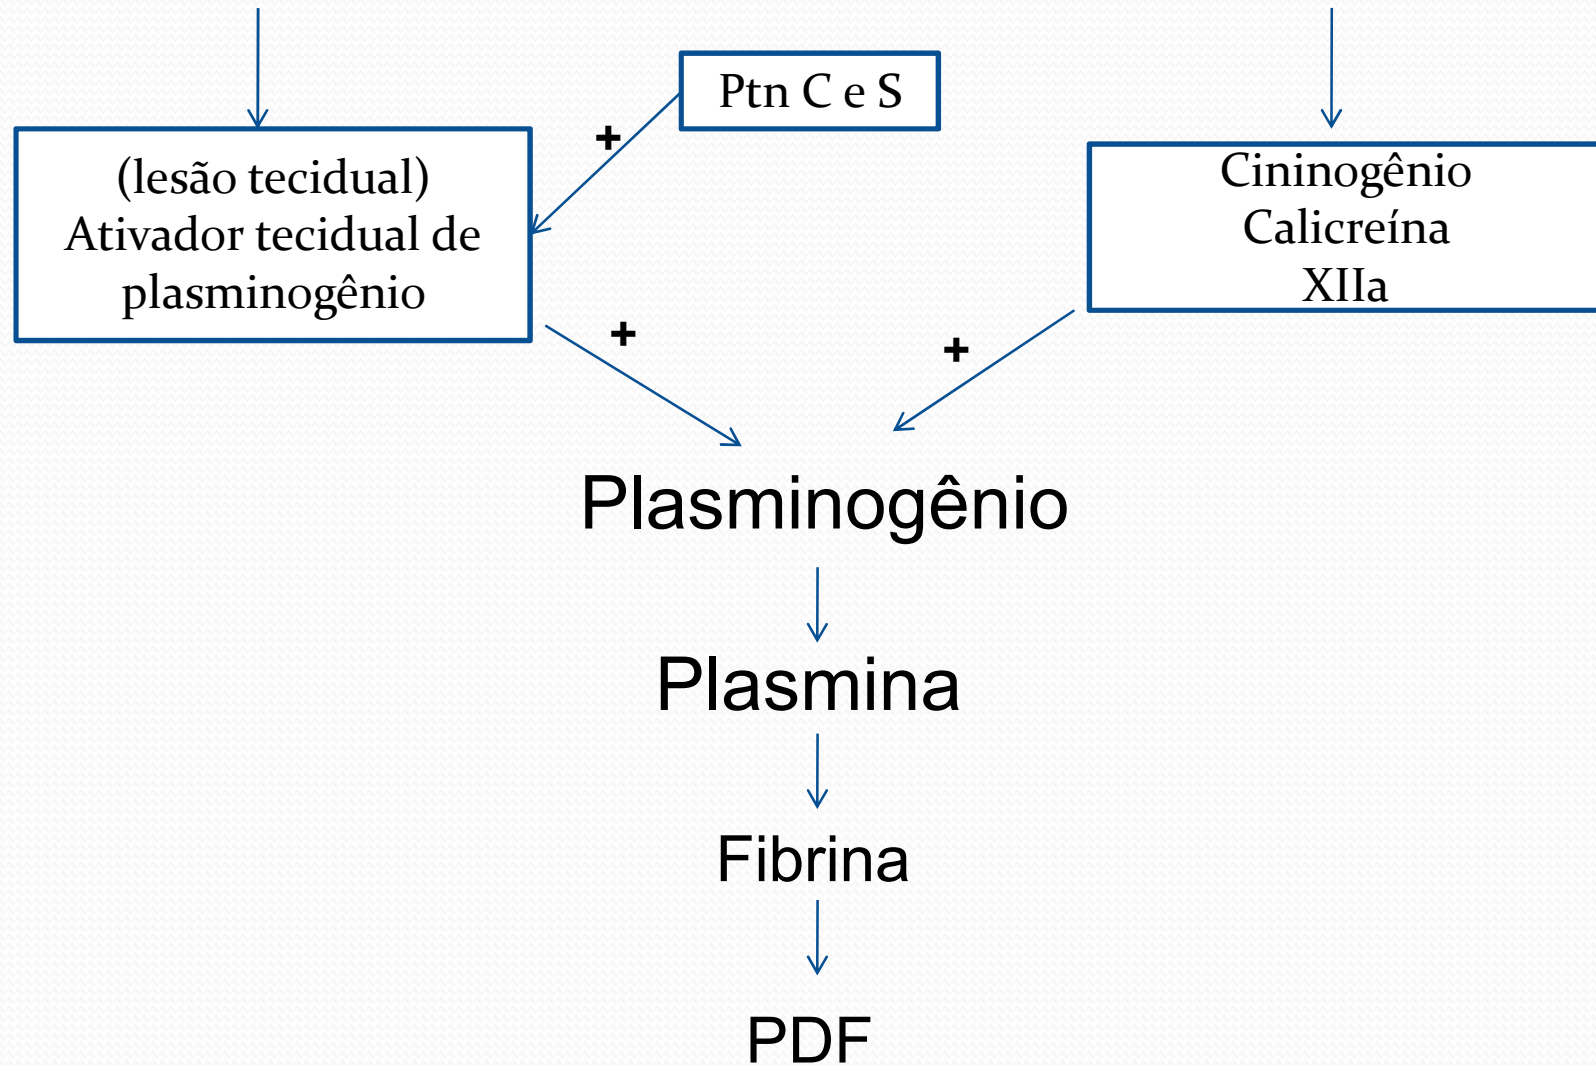 Ptn C e S
+
(lesão tecidual)
Ativador tecidual de
plasminogênio
Cininogênio
Calicreína
XIIa
+
+
Plasminogênio
Plasmina
Fibrina
PDF